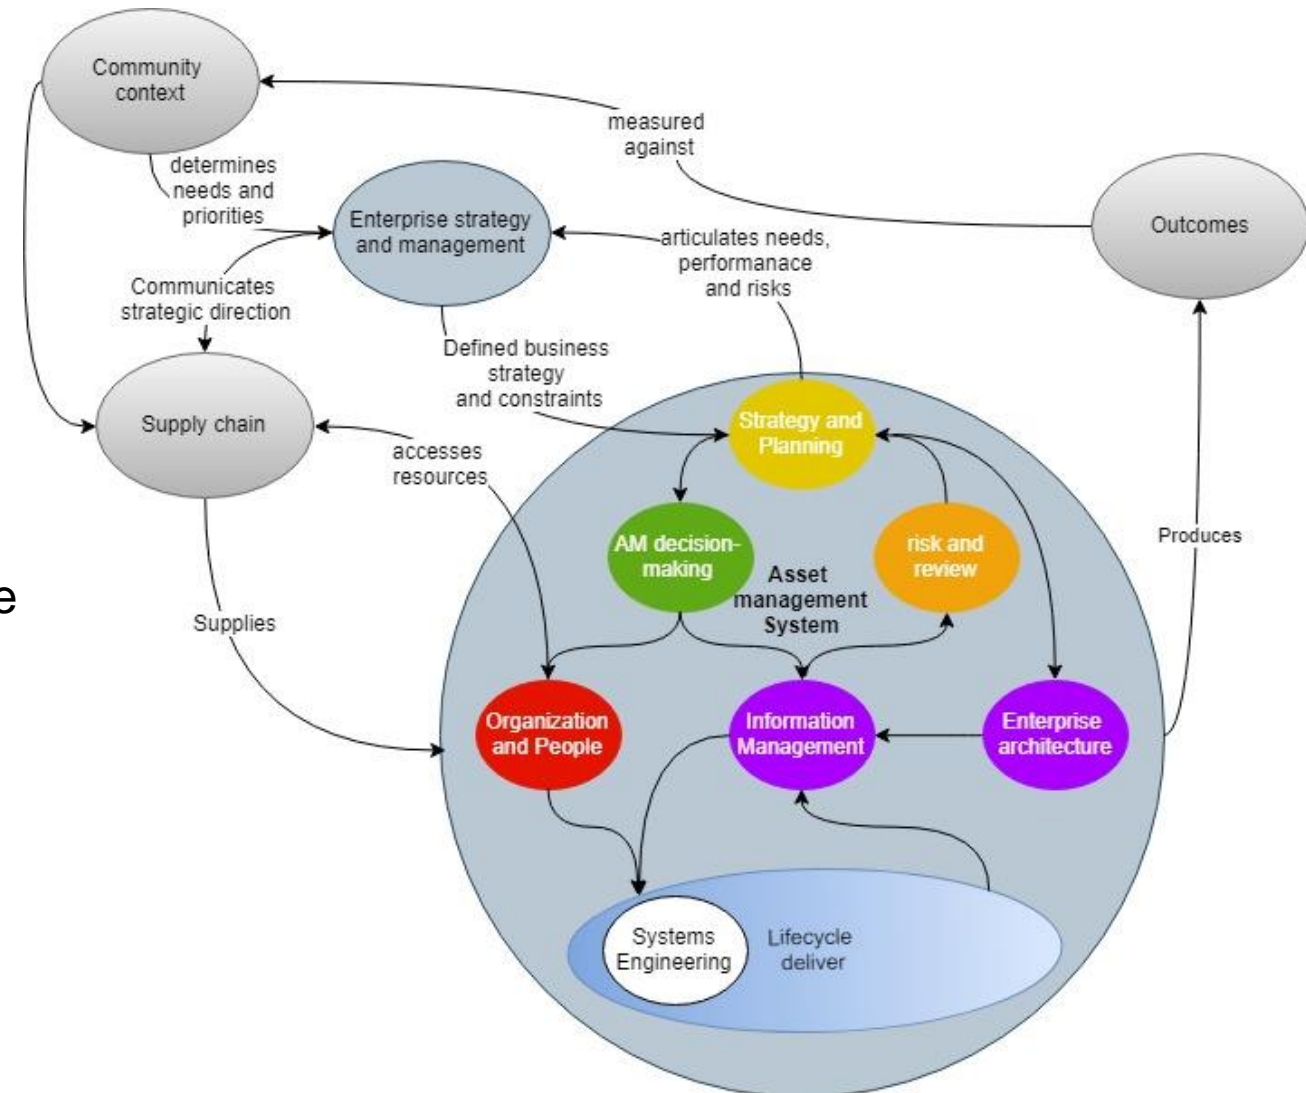 Community
context
measured
against
determines
needs and
priorities
Enterprise strategy
and management
Outcomes
articulates needs,
performanace
and risks
Communicates
strategic direction
Defined business
strategy
and constraints
Supply chain
accesses
resources
Strategy and
Planning
Produces
AM decision-
making
risk and
review
Asset
management
System
e
Supplies
Organization
and People
Information
Management
Enterprise
architecture
Systems
Engineering
Lifecycle
deliver